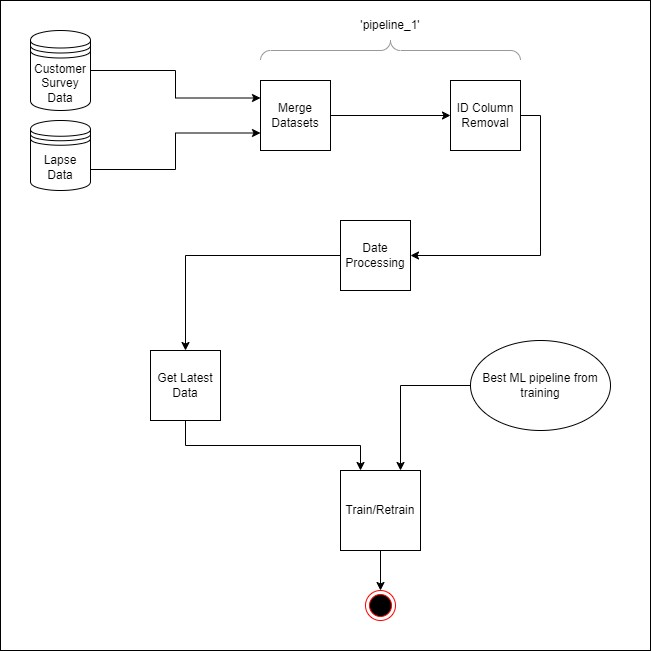 'pipeline_1'
Customer
Survey
Data
Merge
Datasets
ID Column
Removal
Lapse
Data
Date
Processing
Get Latest
Data
Best ML pipeline from
training
Train/Retrain